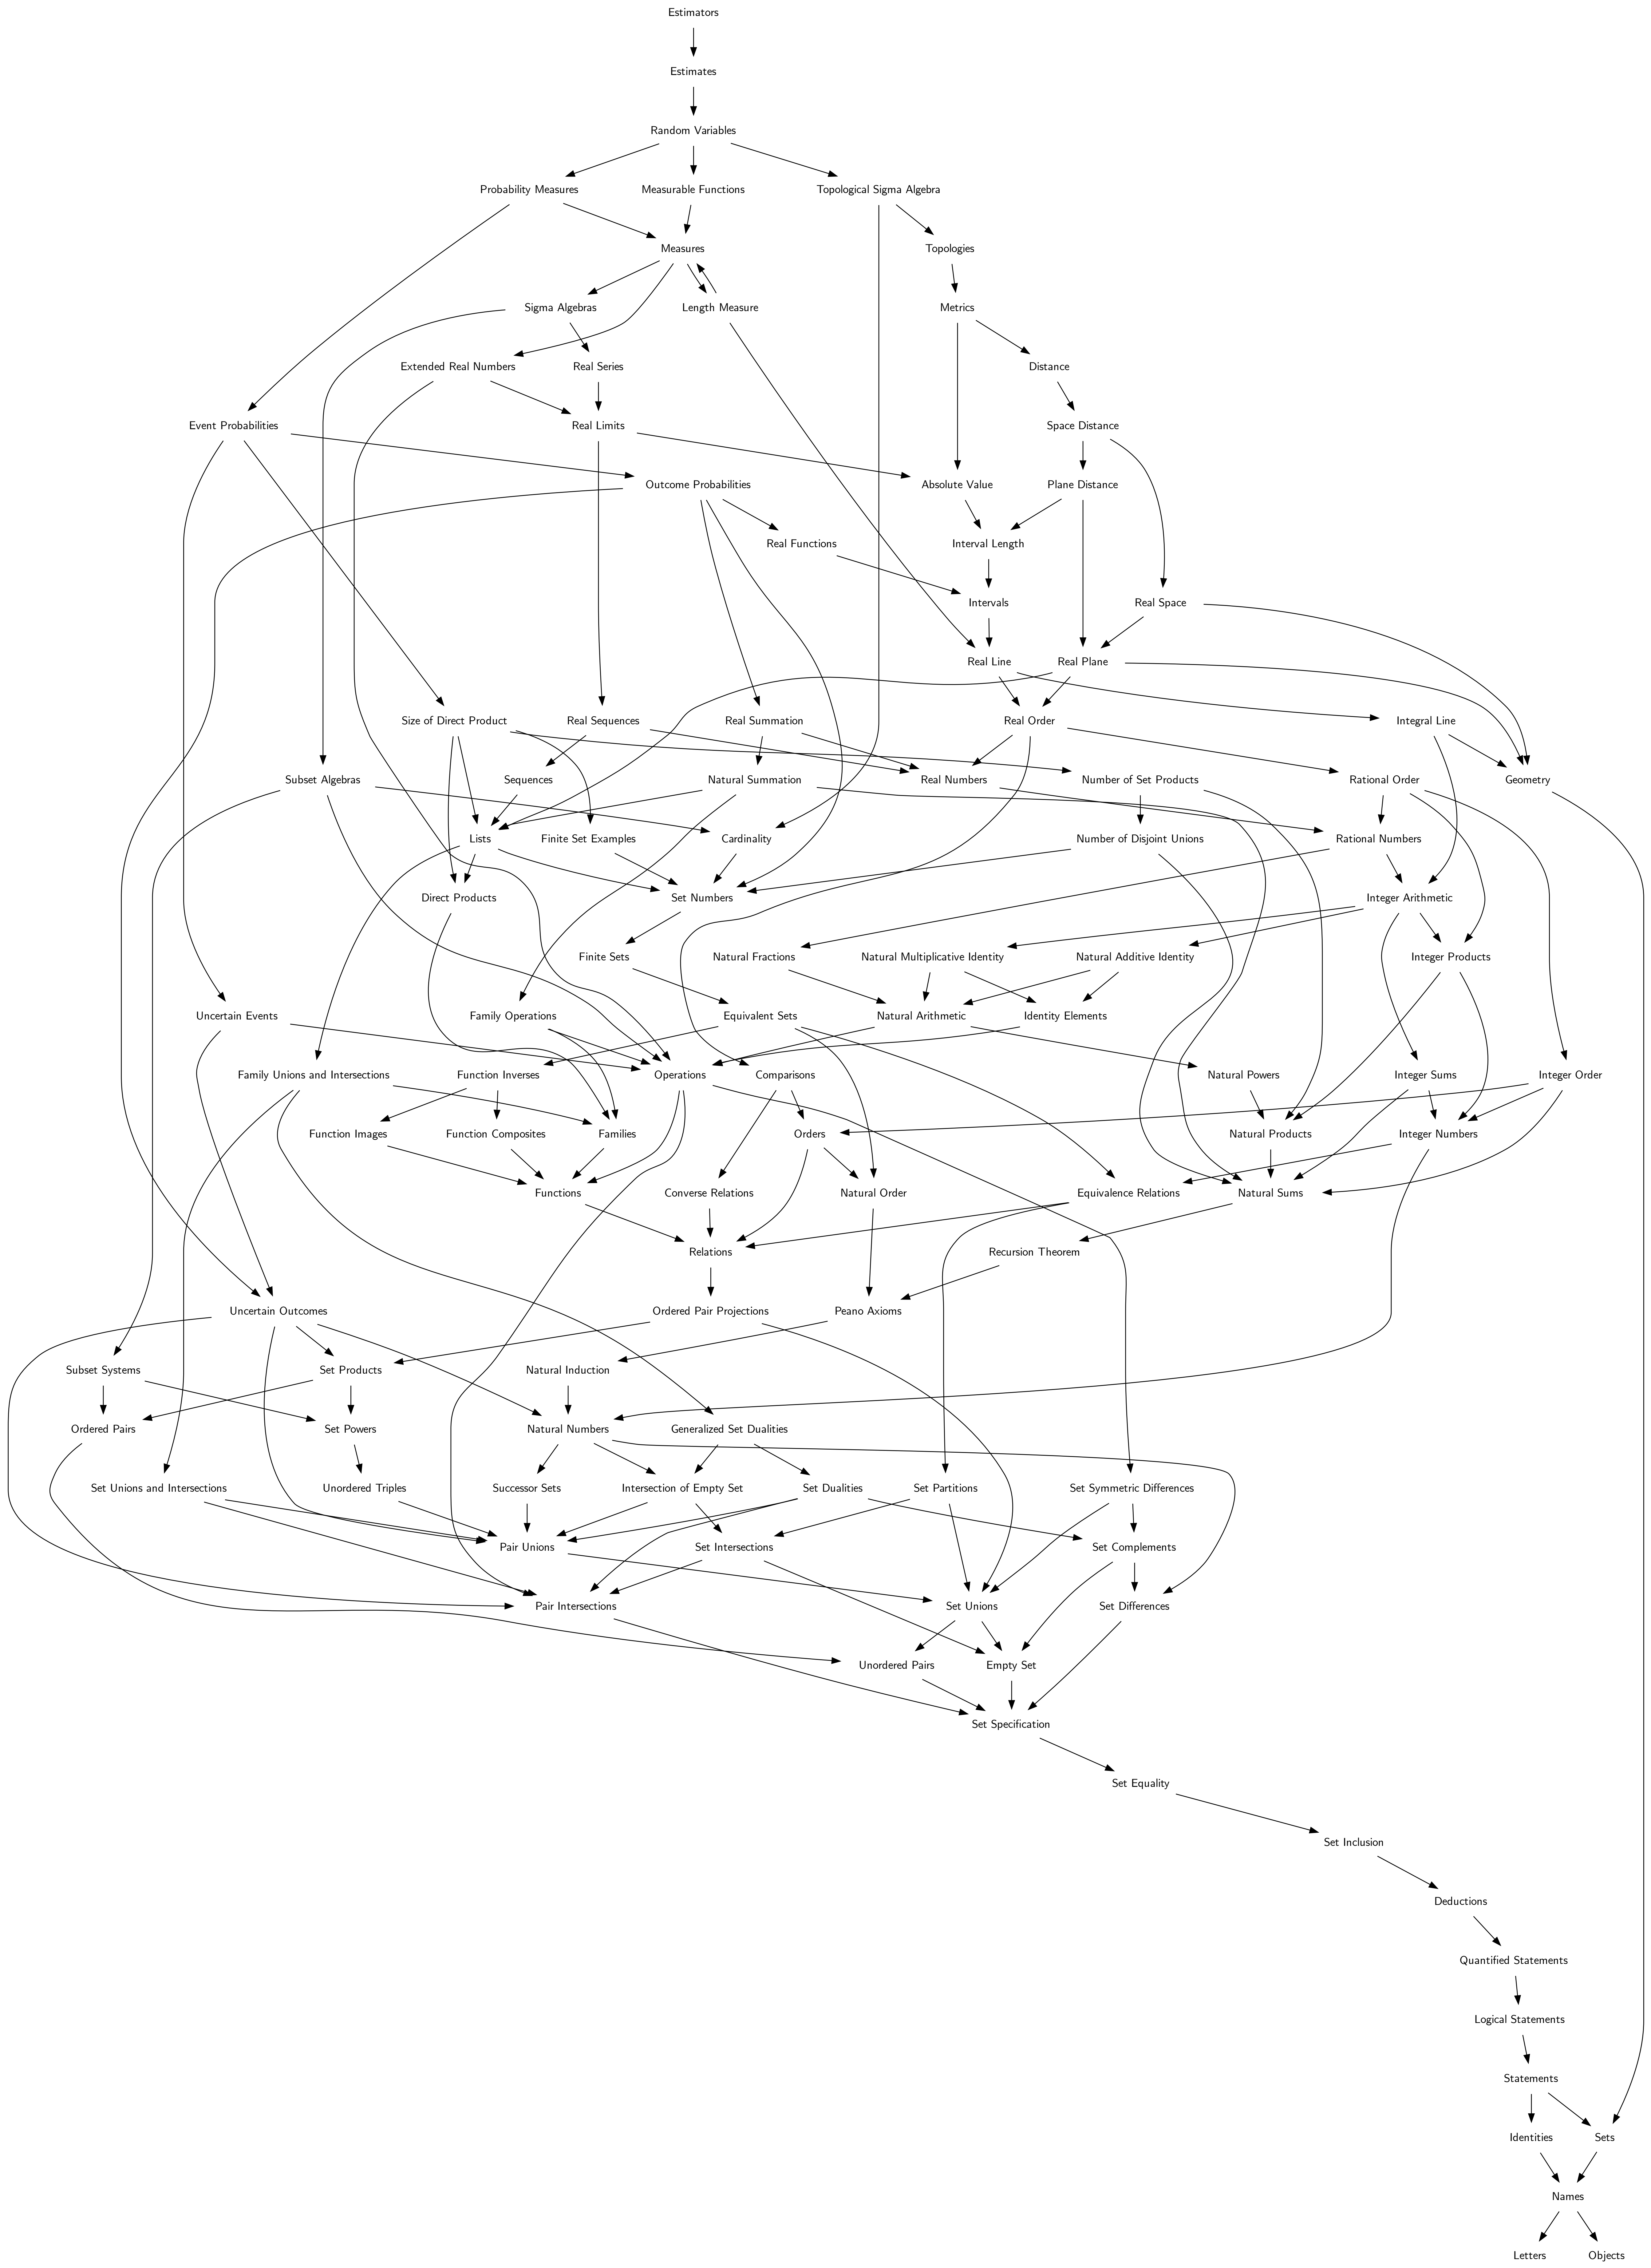 Estimators
Estimates
Random Variables
Probability Measures
Measurable Functions
Topological Sigma Algebra
Measures
Topologies
Sigma Algebras
Length Measure
Metrics
Extended Real Numbers
Real Series
Distance
Event Probabilities
Real Limits
Space Distance
Outcome Probabilities
Absolute Value
Plane Distance
Real Functions
Interval Length
Intervals
Real Space
Real Line
Real Plane
Size of Direct Product
Real Sequences
Real Summation
Real Order
Integral Line
Subset Algebras
Sequences
Natural Summation
Real Numbers
Number of Set Products
Rational Order
Geometry
Lists
Finite Set Examples
Cardinality
Number of Disjoint Unions
Rational Numbers
Direct Products
Set Numbers
Integer Arithmetic
Finite Sets
Natural Fractions
Natural Multiplicative Identity
Natural Additive Identity
Integer Products
Uncertain Events
Family Operations
Equivalent Sets
Natural Arithmetic
Identity Elements
Family Unions and Intersections
Function Inverses
Operations
Comparisons
Natural Powers
Integer Sums
Integer Order
Function Images
Function Composites
Families
Orders
Natural Products
Integer Numbers
Functions
Converse Relations
Natural Order
Equivalence Relations
Natural Sums
Relations
Recursion Theorem
Uncertain Outcomes
Ordered Pair Projections
Peano Axioms
Subset Systems
Set Products
Natural Induction
Ordered Pairs
Set Powers
Natural Numbers
Generalized Set Dualities
Set Unions and Intersections
Unordered Triples
Successor Sets
Intersection of Empty Set
Set Dualities
Set Partitions
Set Symmetric Differences
Pair Unions
Set Intersections
Set Complements
Pair Intersections
Set Unions
Set Differences
Unordered Pairs
Empty Set
Set Specification
Set Equality
Set Inclusion
Deductions
Quantified Statements
Logical Statements
Statements
Identities
Sets
Names
Letters
Objects